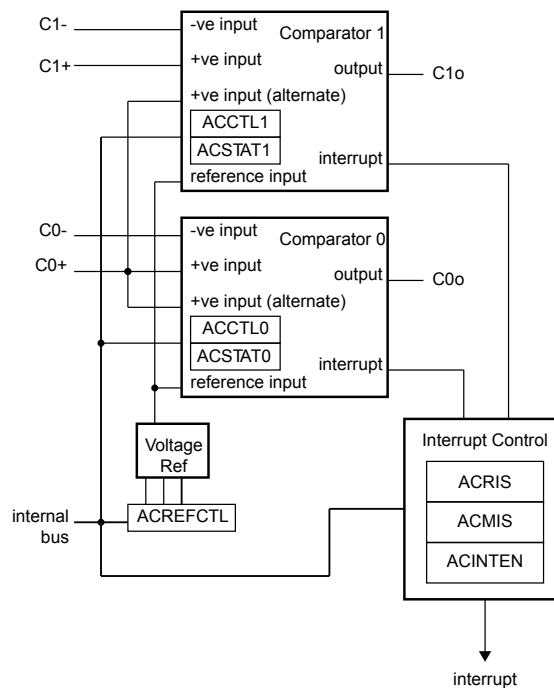 C1-
-ve input
Comparator 1
C1+
+ve input
output
C1o
+ve input (alternate)
ACCTL1
ACSTAT1
interrupt
reference input
C0-
-ve input
Comparator 0
C0+
+ve input
output
C0o
+ve input (alternate)
ACCTL0
ACSTAT0
interrupt
reference input
Voltage
Ref
Interrupt Control
ACRIS
ACMIS
ACINTEN
internal
bus
ACREFCTL
interrupt